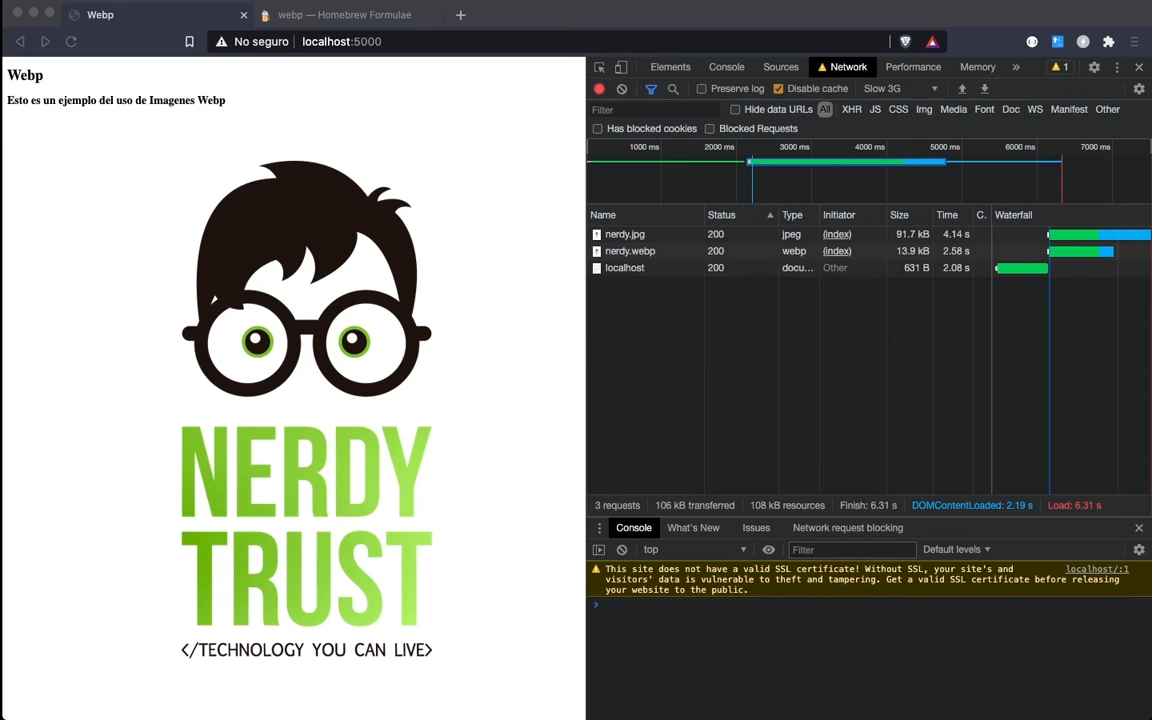 Webp
webp — Homebrew Formulae
No seguro
localhost:5000
Webp
Esto es un ejemplo del uso de Imagenes Webp
NERDY
TRUST
</TECHNOLOGY YOU CAN LIVE>
Elements Console Sources Network Performance Memory » 1
Preserve log Disable cache Slow 3G
Filter Hide data URLs All XHR JS CSS Img Media Font Doc WS Manifest Other
Has blocked cookies Blocked Requests
1000 ms 2000 ms 3000 ms 4000 ms 5000 ms 6000 ms 7000 ms
Name Status Type Initiator Size Time C. Waterfall
nerdy.jpg 200 jpeg (index) 91.7 kB 4.14 s
nerdy.webp 200 webp (index) 13.9 kB 2.58 s
localhost 200 docu... Other 631 B 2.08 s
3 requests 106 kB transferred 108 kB resources Finish: 6.31 s DOMContentLoaded: 2.19 s Load: 6.31 s
Console What's New Issues Network request blocking
top Filter Default levels
This site does not have a valid SSL certificate! Without SSL, your site's and localhost/:1
visitors' data is vulnerable to theft and tampering. Get a valid SSL certificate before releasing
your website to the public.